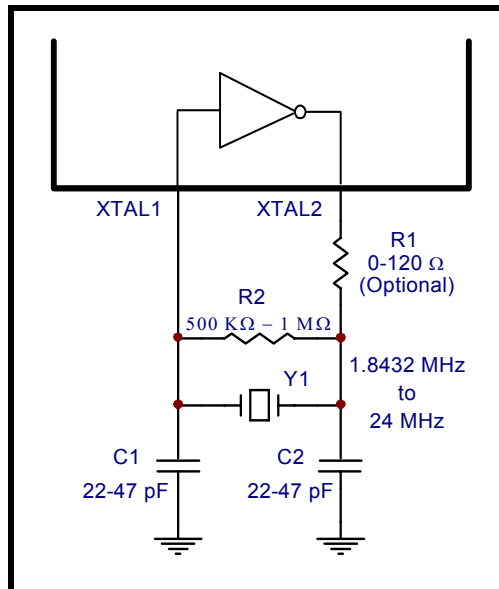 XTAL1
XTAL2
R1
0-120 Ω
(Optional)
R2
500 KΩ – 1 MΩ
Y1
1.8432 MHz
to
24 MHz
C1
22-47 pF
C2
22-47 pF